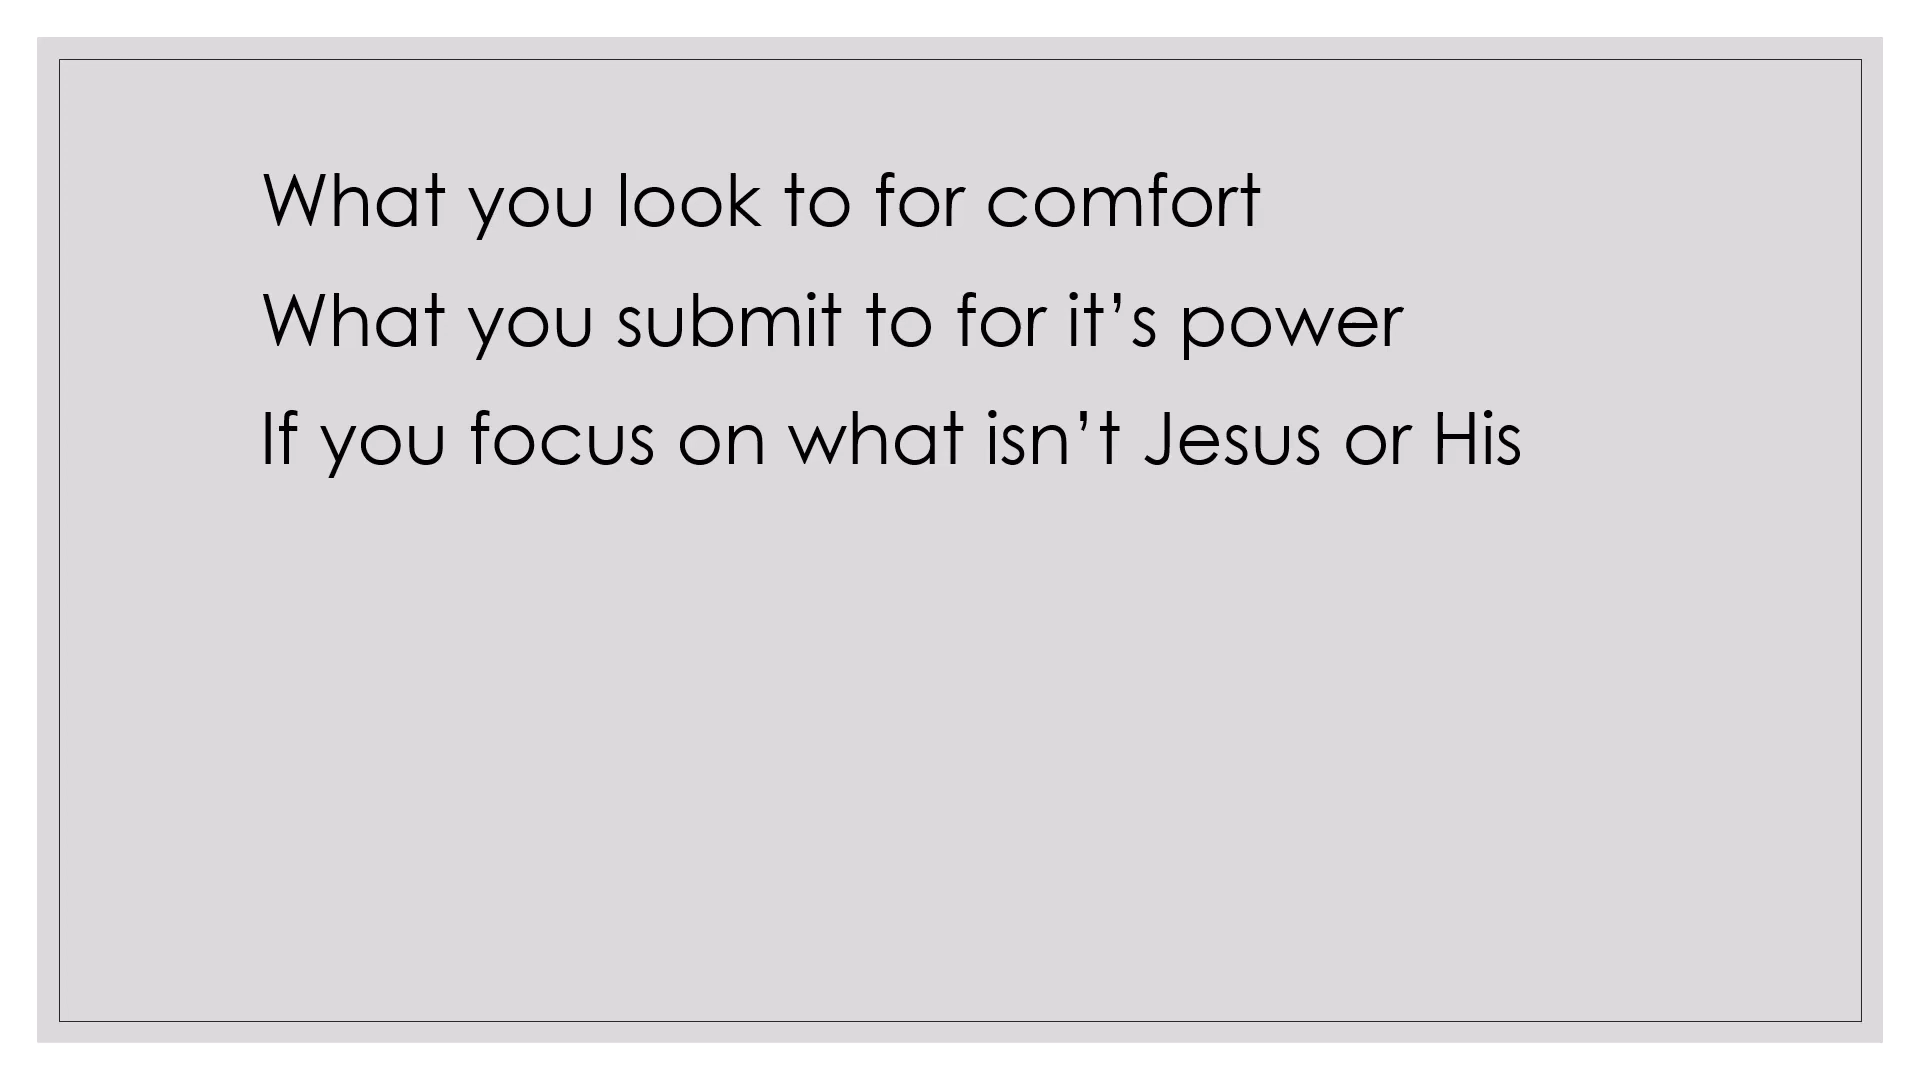 What you look to for comfort
What you submit to for it’s power
If you focus on what isn’t Jesus or His